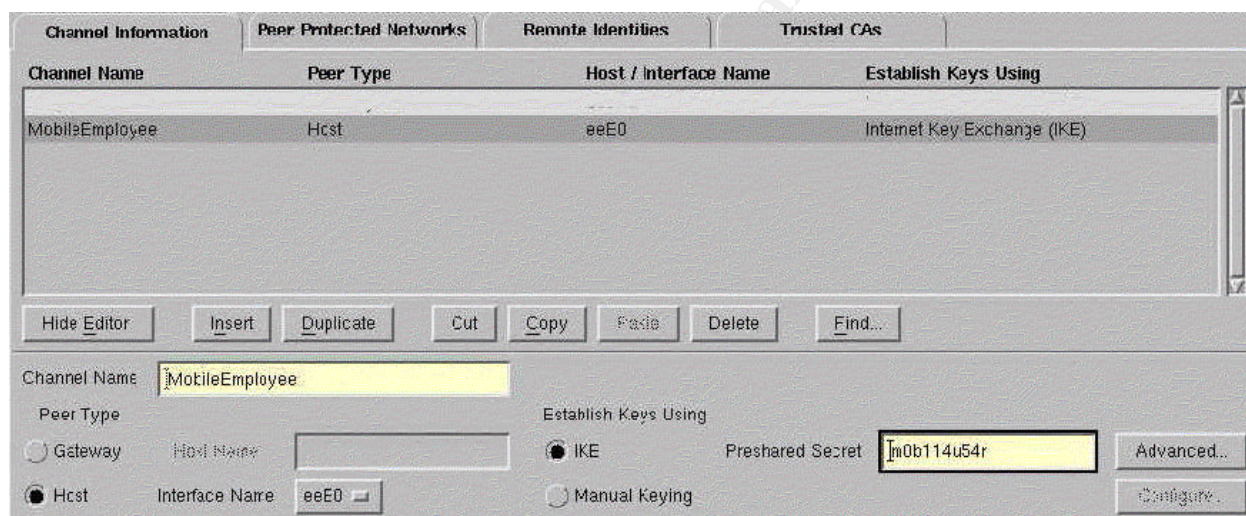 Channel Information Peer Protected Networks Remote Identities Trusted CAs
Channel Name Peer Type Host / Interface Name Establish Keys Using
MobileEmployee Host eeE0 Internet Key Exchange (IKE)
Hide Editor Insert Duplicate Cut Copy Paste Delete Find...
Channel Name MobileEmployee
Peer Type Establish Keys Using
Gateway Host Name IKE Preshared Secret m0b114u54r Advanced...
Host Interface Name eeE0 Manual Keying Configure...